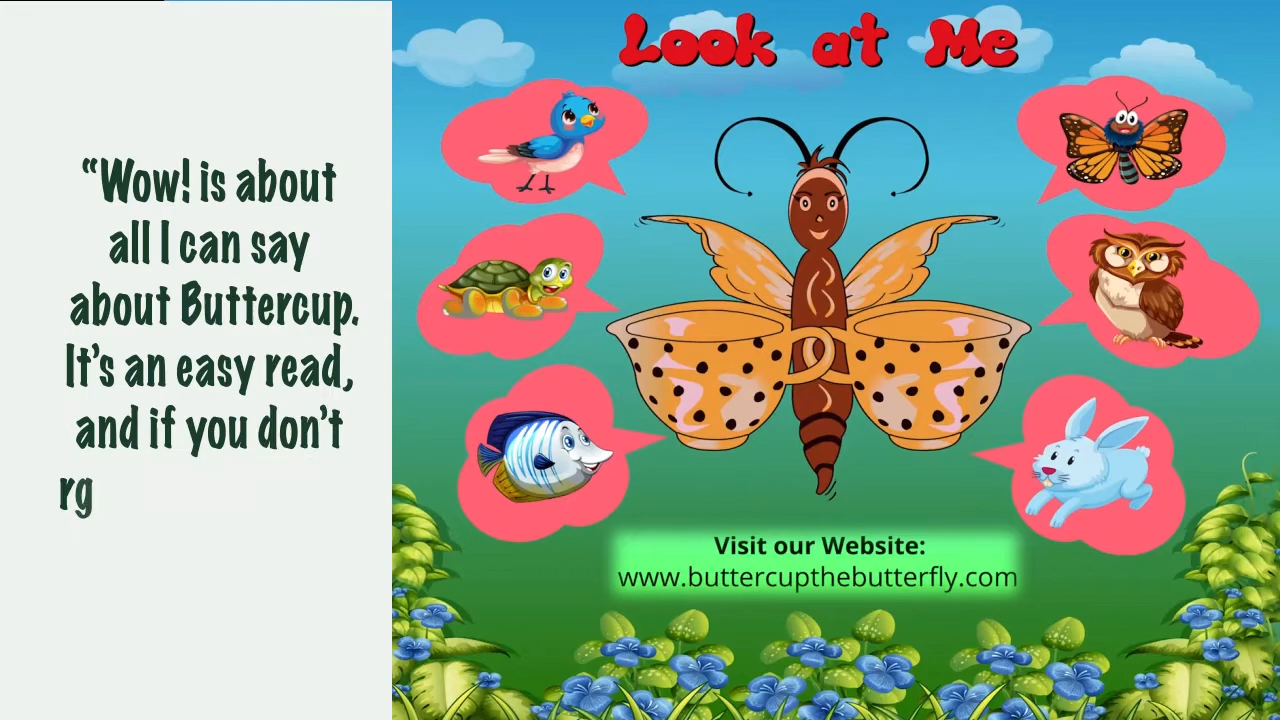 “Wow! is about
all I can say
about Buttercup.
It’s an easy read,
and if you don’t
rg
Look at Me
Visit our Website:
www.buttercupthebutterfly.com